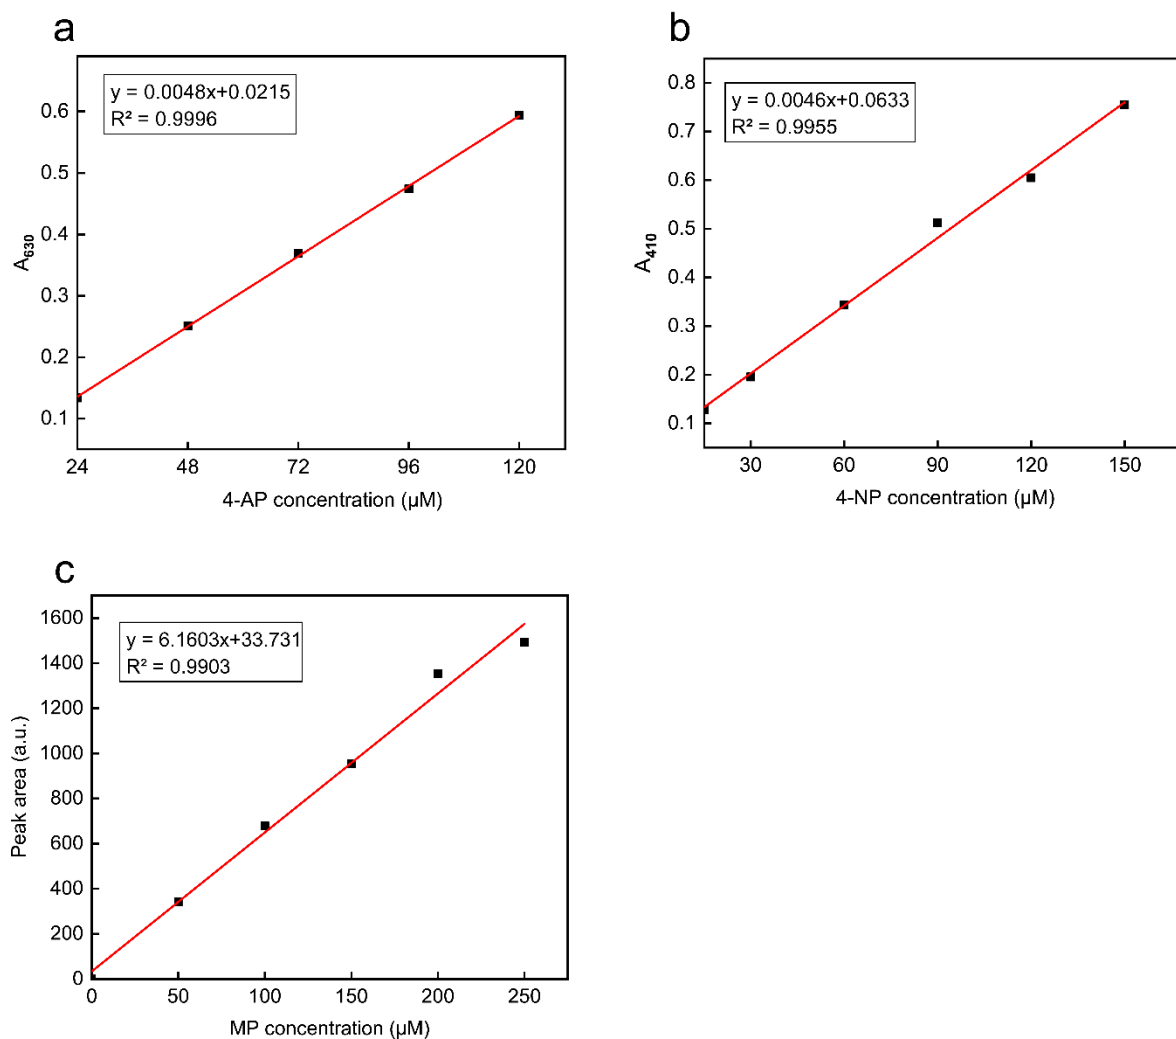 a
y = 0.0048x+0.0215
R² = 0.9996
0.6
0.5
0.4
0.3
0.2
0.1
A630
24 48 72 96 120
4-AP concentration (µM)
b
y = 0.0046x+0.0633
R² = 0.9955
0.8
0.7
0.6
0.5
0.4
0.3
0.2
0.1
A410
30 60 90 120 150
4-NP concentration (µM)
c
y = 6.1603x+33.731
R² = 0.9903
1600
1400
1200
1000
800
600
400
200
0
Peak area (a.u.)
0 50 100 150 200 250
MP concentration (µM)